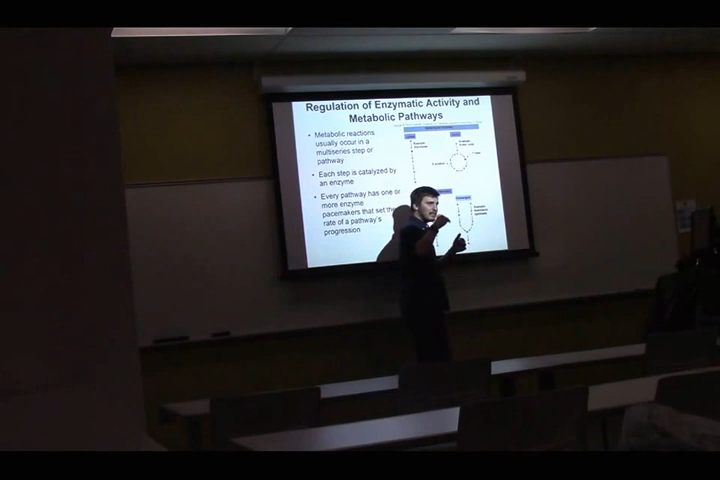 Regulation of Enzymatic Activity and
Metabolic Pathways
• Metabolic reactions
usually occur in a
multiseries step or
pathway
• Each step is catalyzed by
an enzyme
• Every pathway has one or
more enzyme
pacemakers that set the
rate of a pathway's
progression